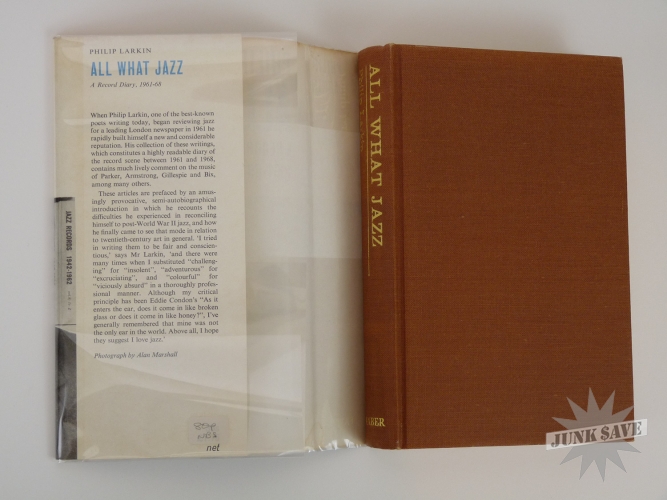 PHILIP LARKIN
ALL WHAT JAZZ
A Record Diary, 1961-68
When Philip Larkin, one of the best-known
poets writing today, began reviewing jazz
for a leading London newspaper in 1961 he
rapidly built himself a new and considerable
reputation. His collection of these writings,
which constitutes a highly readable diary of
the record scene between 1961 and 1968,
contains much lively comment on the music
of Parker, Armstrong, Gillespie and Bix,
among many others.
These articles are prefaced by an amus-
ingly provocative, semi-autobiographical
introduction in which he recounts the
difficulties he experienced in reconciling
himself to post-World War II jazz, and how
he finally came to see that mode in relation
to twentieth-century art in general. 'I tried
in writing them to be fair and conscien-
tious,' says Mr Larkin, 'and there were
many times when I substituted "challeng-
ing" for "insolent", "adventurous" for
"excruciating", and "colourful" for
"viciously absurd" in a thoroughly profes-
sional manner. Although my critical
principle has been Eddie Condon's "As it
enters the ear, does it come in like broken
glass or does it come in like honey?", I've
generally remembered that mine was not
the only ear in the world. Above all, I hope
they suggest I love jazz.'
Photograph by Alan Marshall
net
JAZZ RECORDS 1942-1962
ALL WHAT JAZZ
FABER
JUNK SAVE